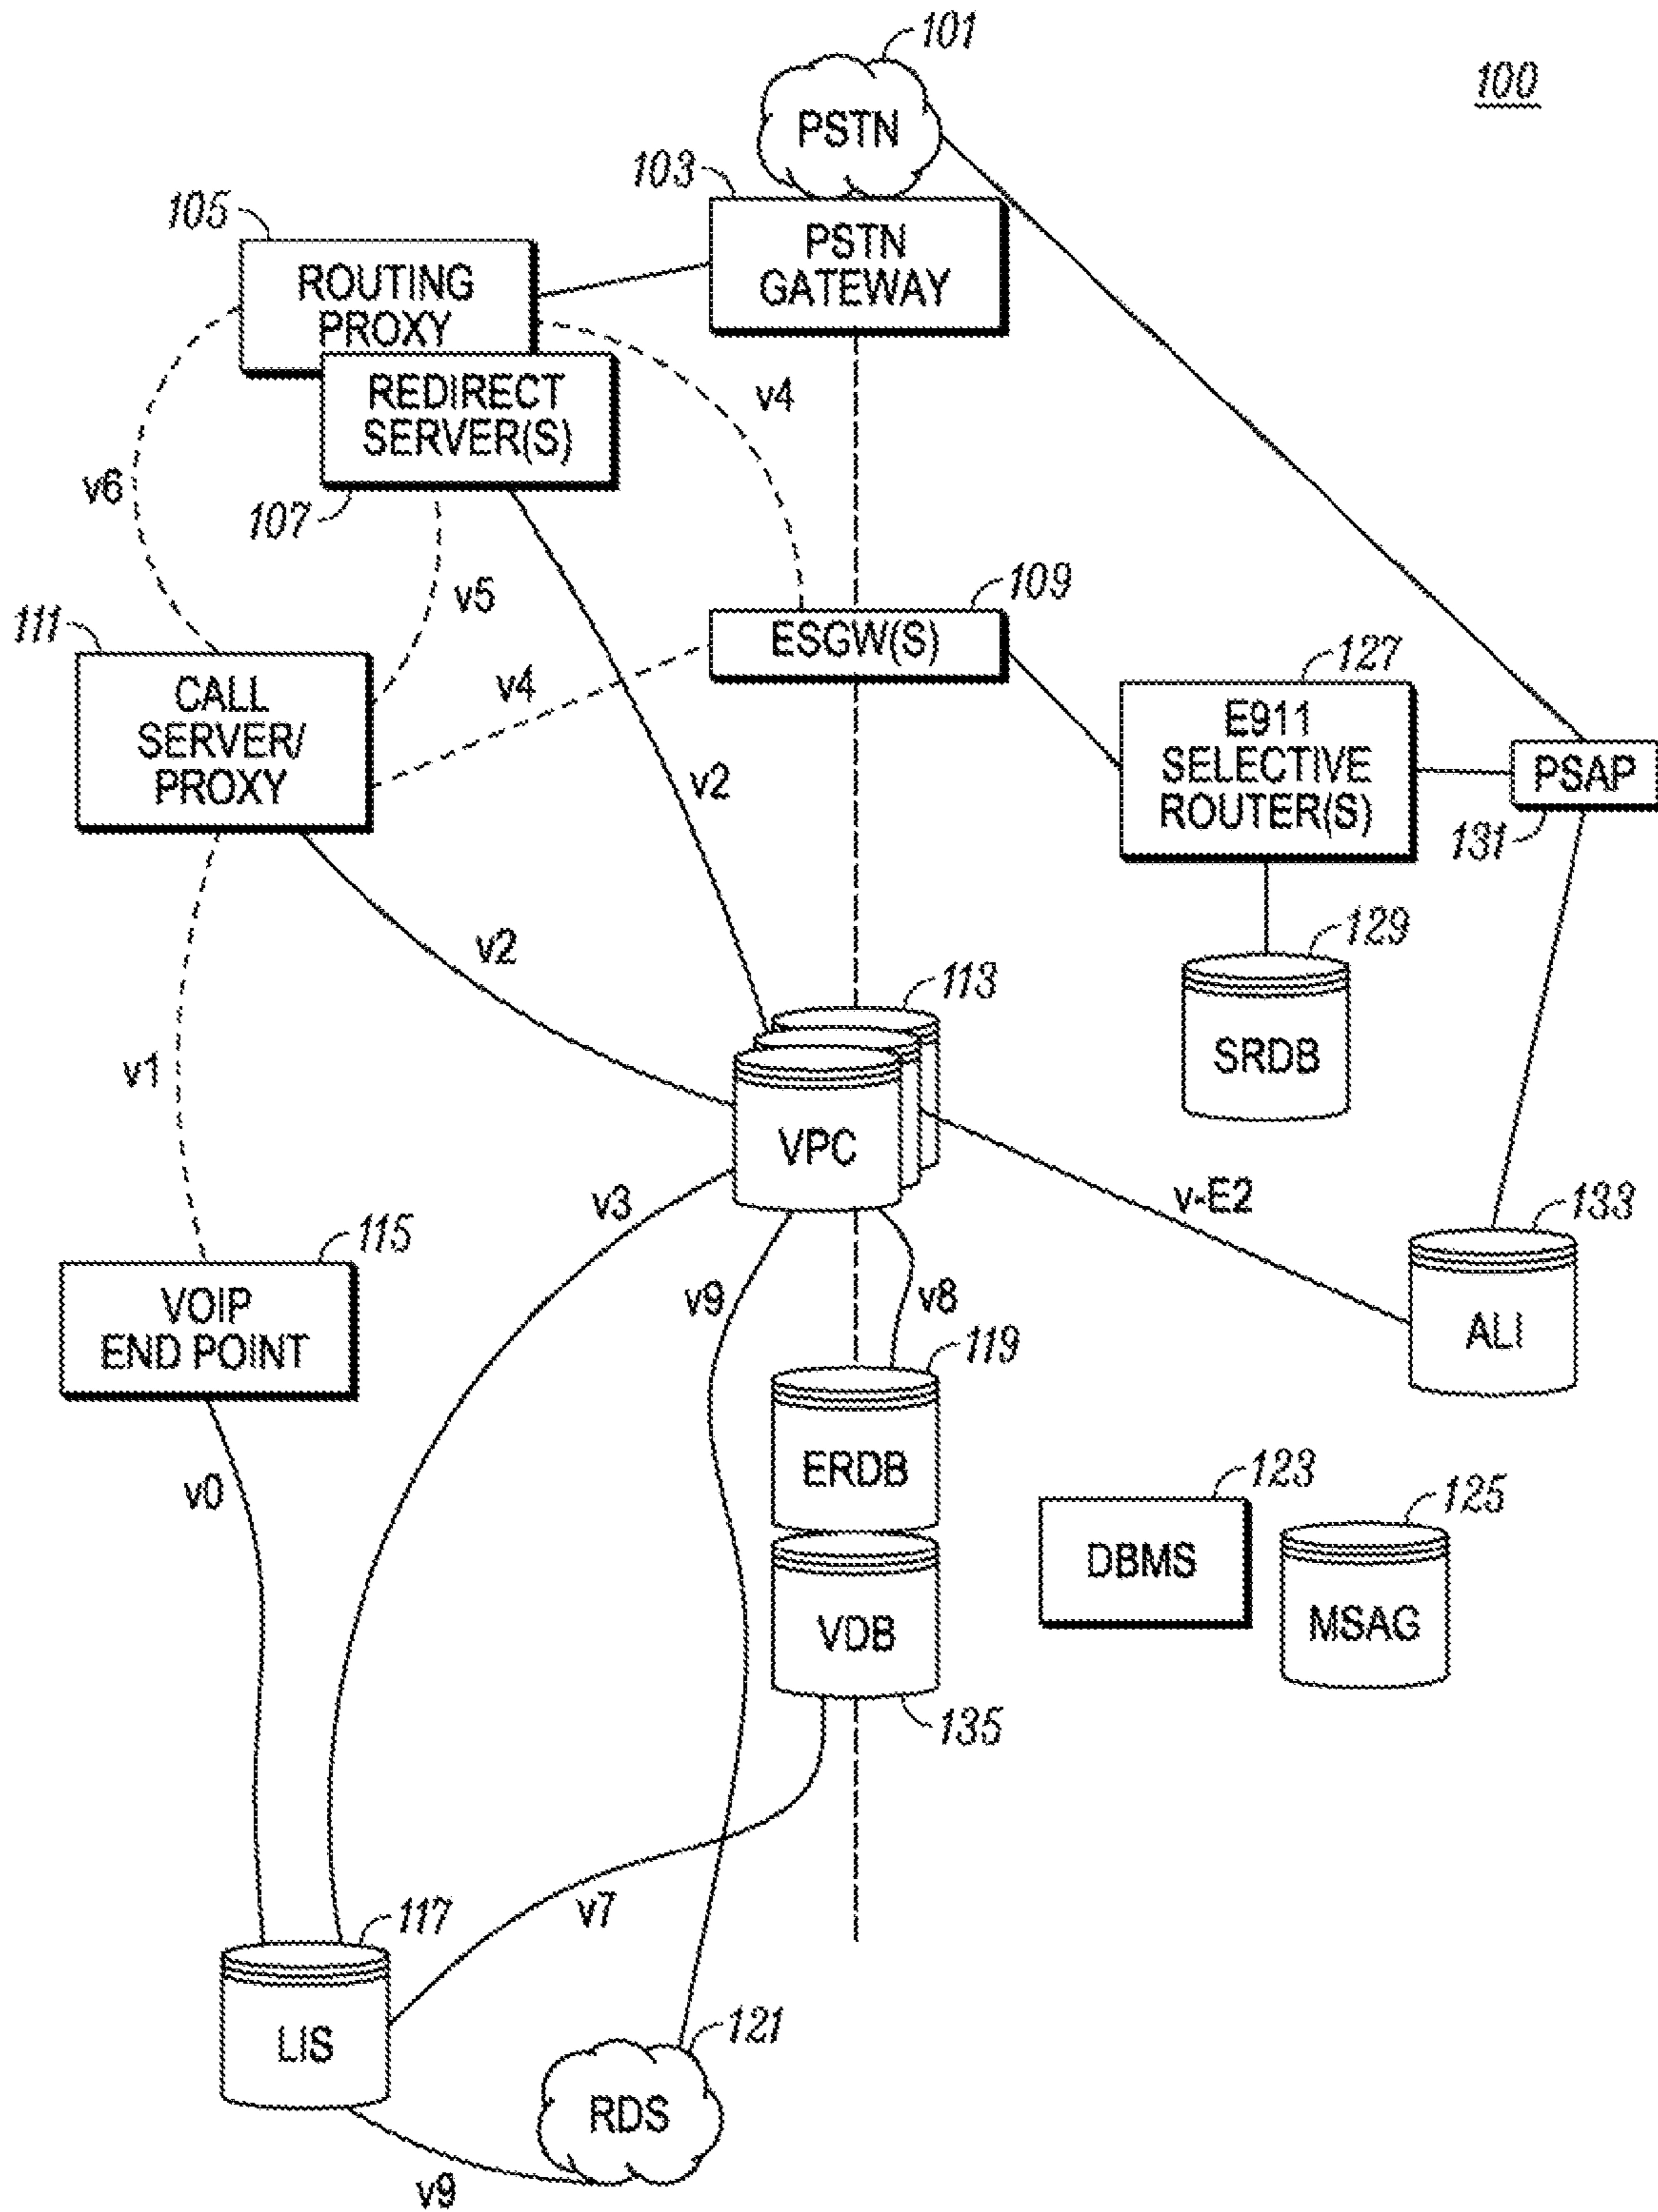 101
100
PSTN
103
105
PSTN
GATEWAY
ROUTING
PROXY
REDIRECT
SERVER(S)
v4
v6
107
v5
109
111
ESGW(S)
127
CALL
SERVER/
PROXY
v4
E911
SELECTIVE
ROUTER(S)
PSAP
v2
131
v2
129
113
SRDB
v1
VPC
v3
v-E2
133
115
VOIP
END POINT
v9
v8
119
ALI
ERDB
123
125
v0
DBMS
VDB
MSAG
135
117
v7
LIS
121
RDS
v9